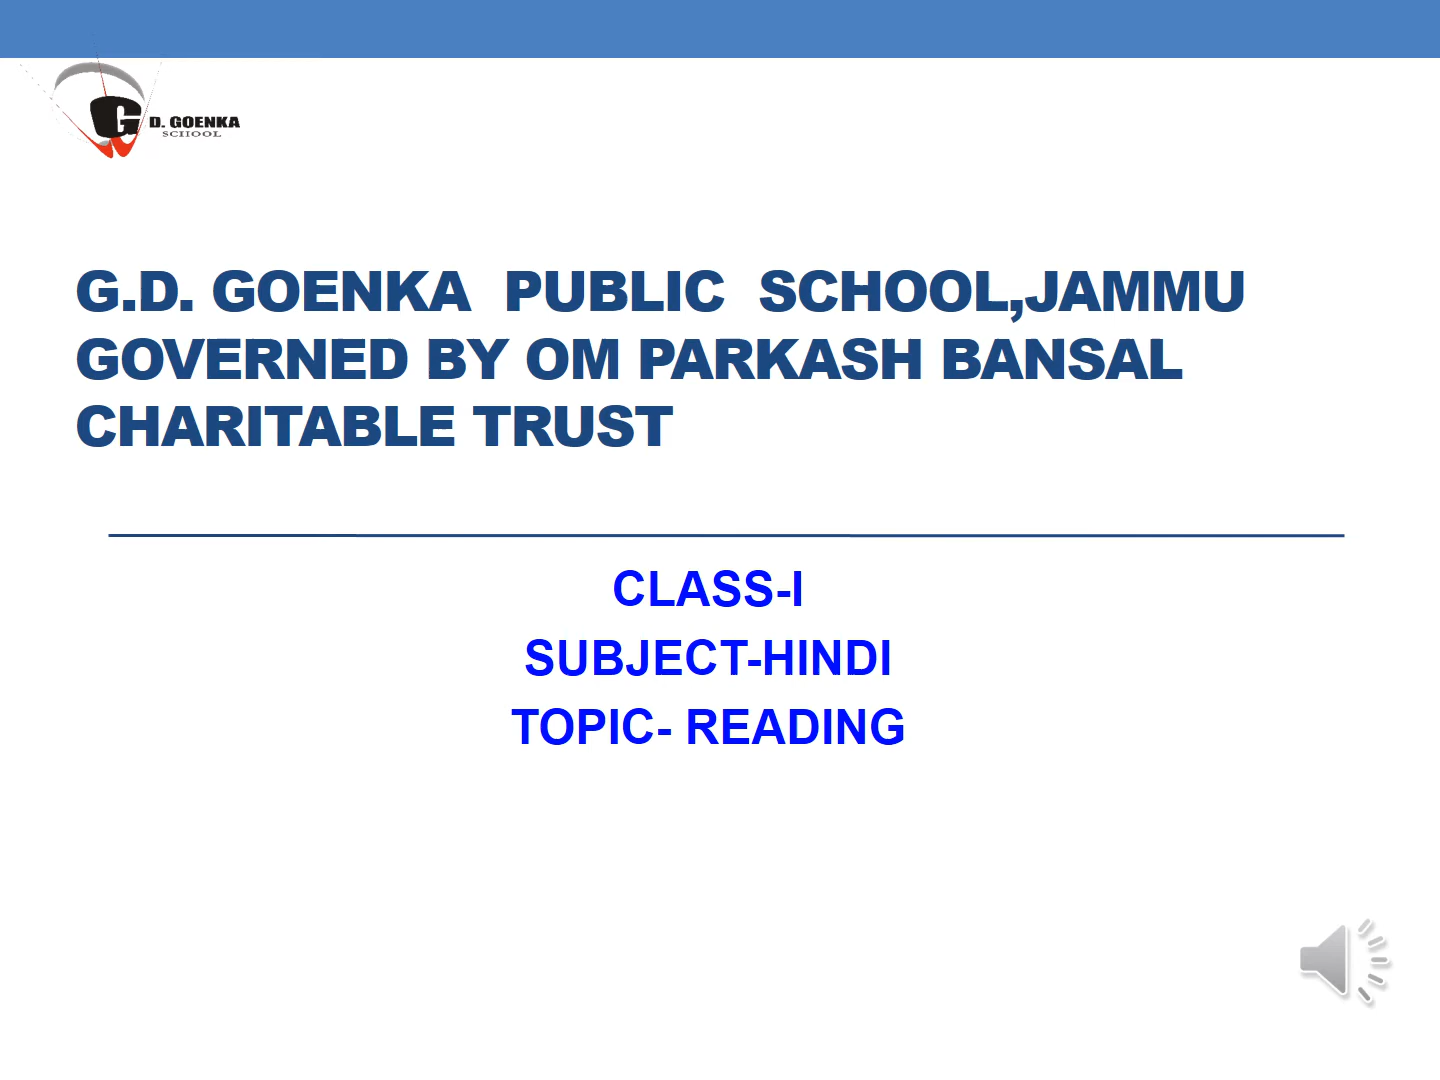 G D. GOENKA
SCHOOL
G.D. GOENKA PUBLIC SCHOOL,JAMMU
GOVERNED BY OM PARKASH BANSAL
CHARITABLE TRUST
CLASS-I
SUBJECT-HINDI
TOPIC- READING